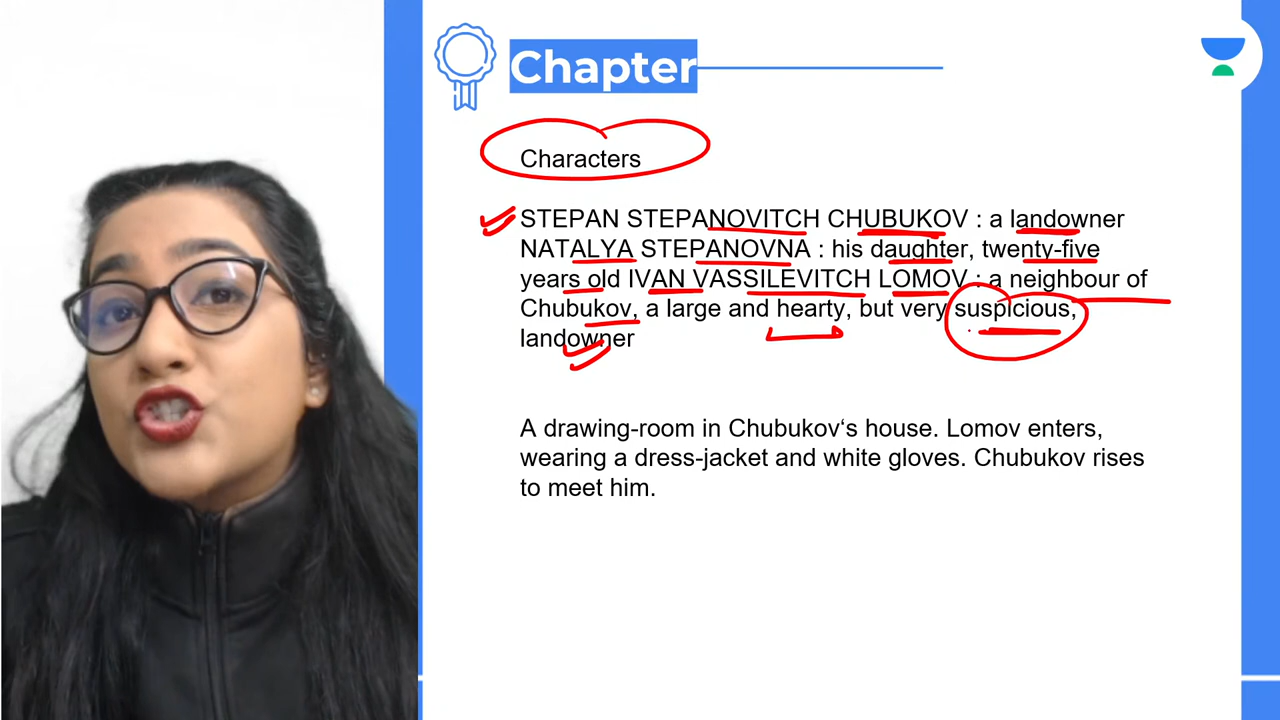 Chapter
Characters
STEPAN STEPANOVITCH CHUBUKOV : a landowner
NATALYA STEPANOVNA : his daughter, twenty-five
years old IVAN VASSILEVITCH LOMOV : a neighbour of
Chubukov, a large and hearty, but very suspicious,
landowner
A drawing-room in Chubukov‘s house. Lomov enters,
wearing a dress-jacket and white gloves. Chubukov rises
to meet him.